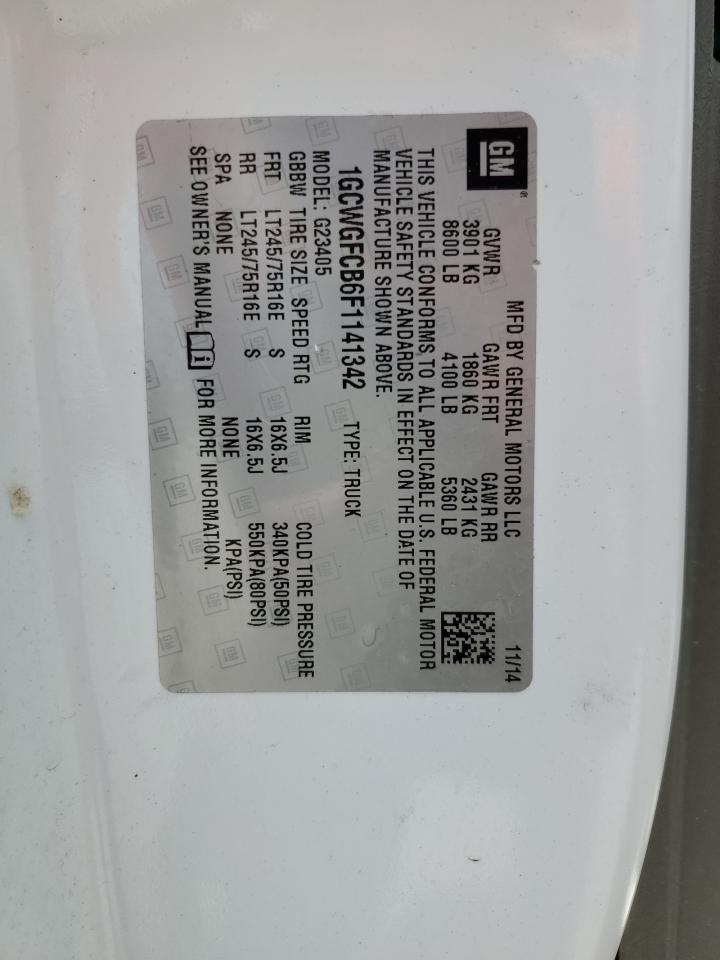 GM
MFD BY GENERAL MOTORS LLC 11/14
GVWR GAWR FRT GAWR RR
3901 KG 1860 KG 2431 KG
8600 LB 4100 LB 5360 LB
THIS VEHICLE CONFORMS TO ALL APPLICABLE U.S. FEDERAL MOTOR
VEHICLE SAFETY STANDARDS IN EFFECT ON THE DATE OF
MANUFACTURE SHOWN ABOVE.
1GCWGFCB6F1141342 TYPE: TRUCK
MODEL: G23405
GBBW TIRE SIZE SPEED RTG RIM COLD TIRE PRESSURE
FRT LT245/75R16E S 16X6.5J 340KPA(50PSI)
RR LT245/75R16E S 16X6.5J 550KPA(80PSI)
SPA NONE NONE KPA(PSI)
SEE OWNER'S MANUAL FOR MORE INFORMATION.